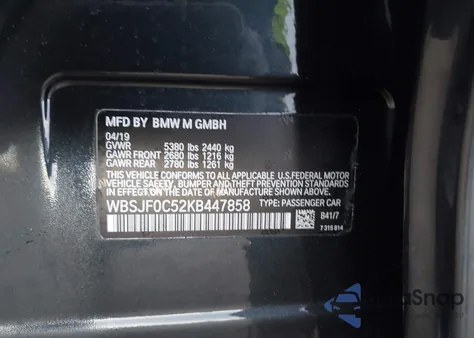 MFD BY BMW M GMBH
04/19
GVWR 5380 lbs 2440 kg
GAWR FRONT 2680 lbs 1216 kg
GAWR REAR 2780 lbs 1261 kg
THIS VEHICLE CONFORMS TO ALL APPLICABLE U.S.FEDERAL MOTOR
VEHICLE SAFETY, BUMPER, AND THEFT PREVENTION STANDARDS
IN EFFECT ON THE DATE OF MANUFACTURE SHOWN ABOVE.
WBSJF0C52KB447858 TYPE: PASSENGER CAR
B41/7
7 315 614